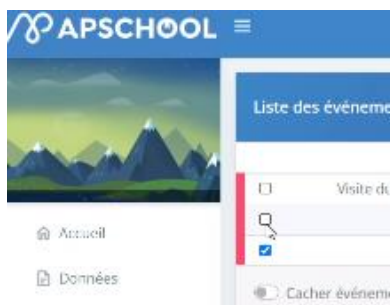 APSCHOOL
Liste des événeme
Visite du
Accueil
Données
Cacher événeme